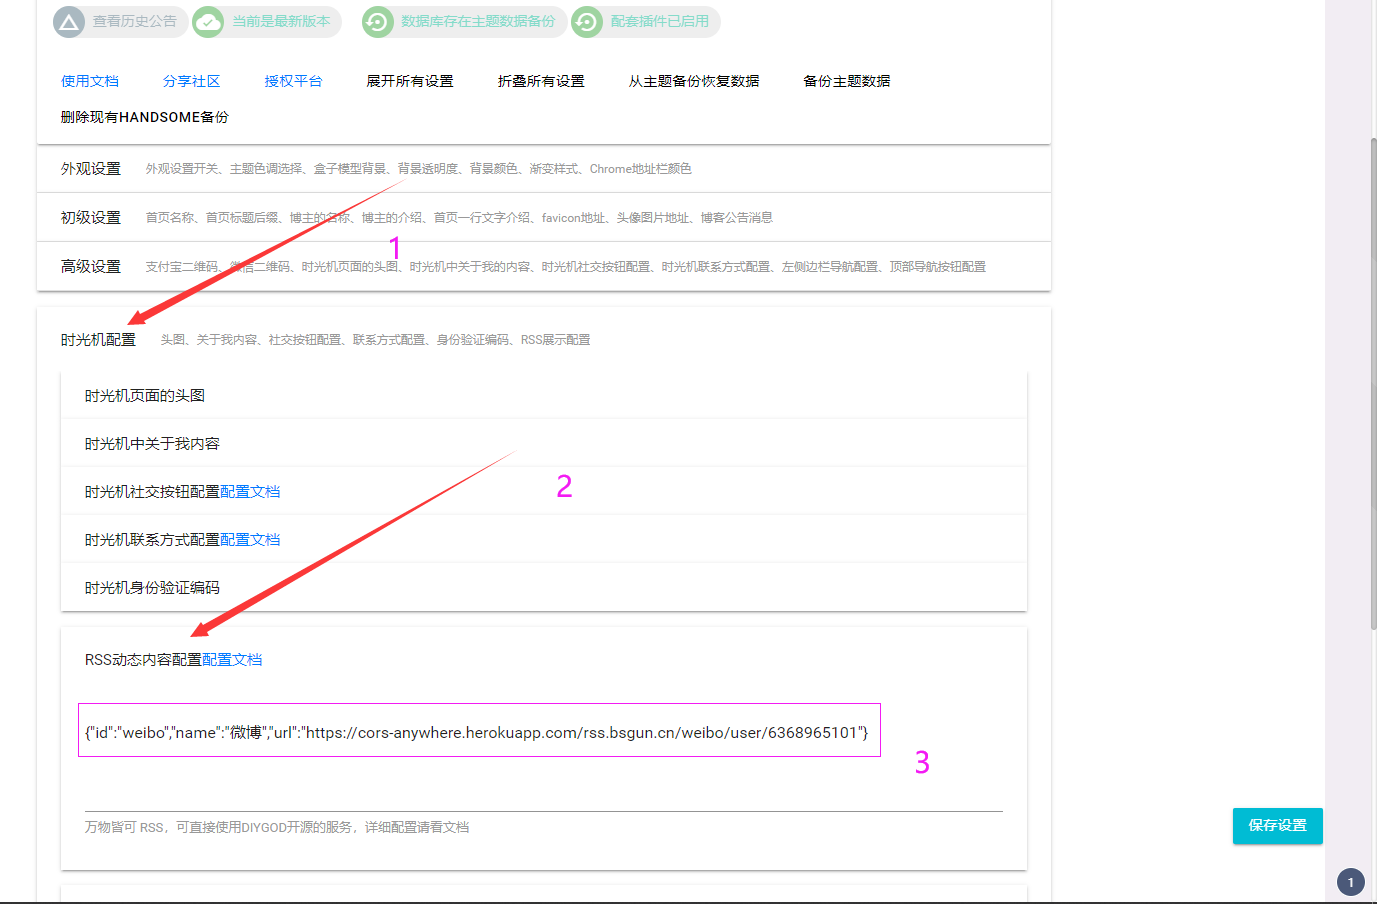 查看历史公告 当前是最新版本 数据库存在主题数据备份 配套插件已启用
使用文档 分享社区 授权平台 展开所有设置 折叠所有设置 从主题备份恢复数据 备份主题数据
删除现有HANDSOME备份
外观设置 外观设置开关、主题色调选择、盒子模型背景、背景透明度、背景颜色、渐变样式、Chrome地址栏颜色
初级设置 首页名称、首页标题后缀、博主的名称、博主的介绍、首页一行文字介绍、favicon地址、头像图片地址、博客公告消息
1
高级设置 支付宝二维码、微信二维码、时光机页面的头图、时光机中关于我的内容、时光机社交按钮配置、时光机联系方式配置、左侧边栏导航配置、顶部导航按钮配置
时光机配置 头图、关于我内容、社交按钮配置、联系方式配置、身份验证编码、RSS展示配置
时光机页面的头图
时光机中关于我内容
时光机社交按钮配置配置文档
2
时光机联系方式配置配置文档
时光机身份验证编码
RSS动态内容配置配置文档
{"id":"weibo","name":"微博","url":"https://cors-anywhere.herokuapp.com/rss.bsgun.cn/weibo/user/6368965101"}
3
万物皆可 RSS，可直接使用DIYGOD开源的服务，详细配置请看文档
保存设置
1